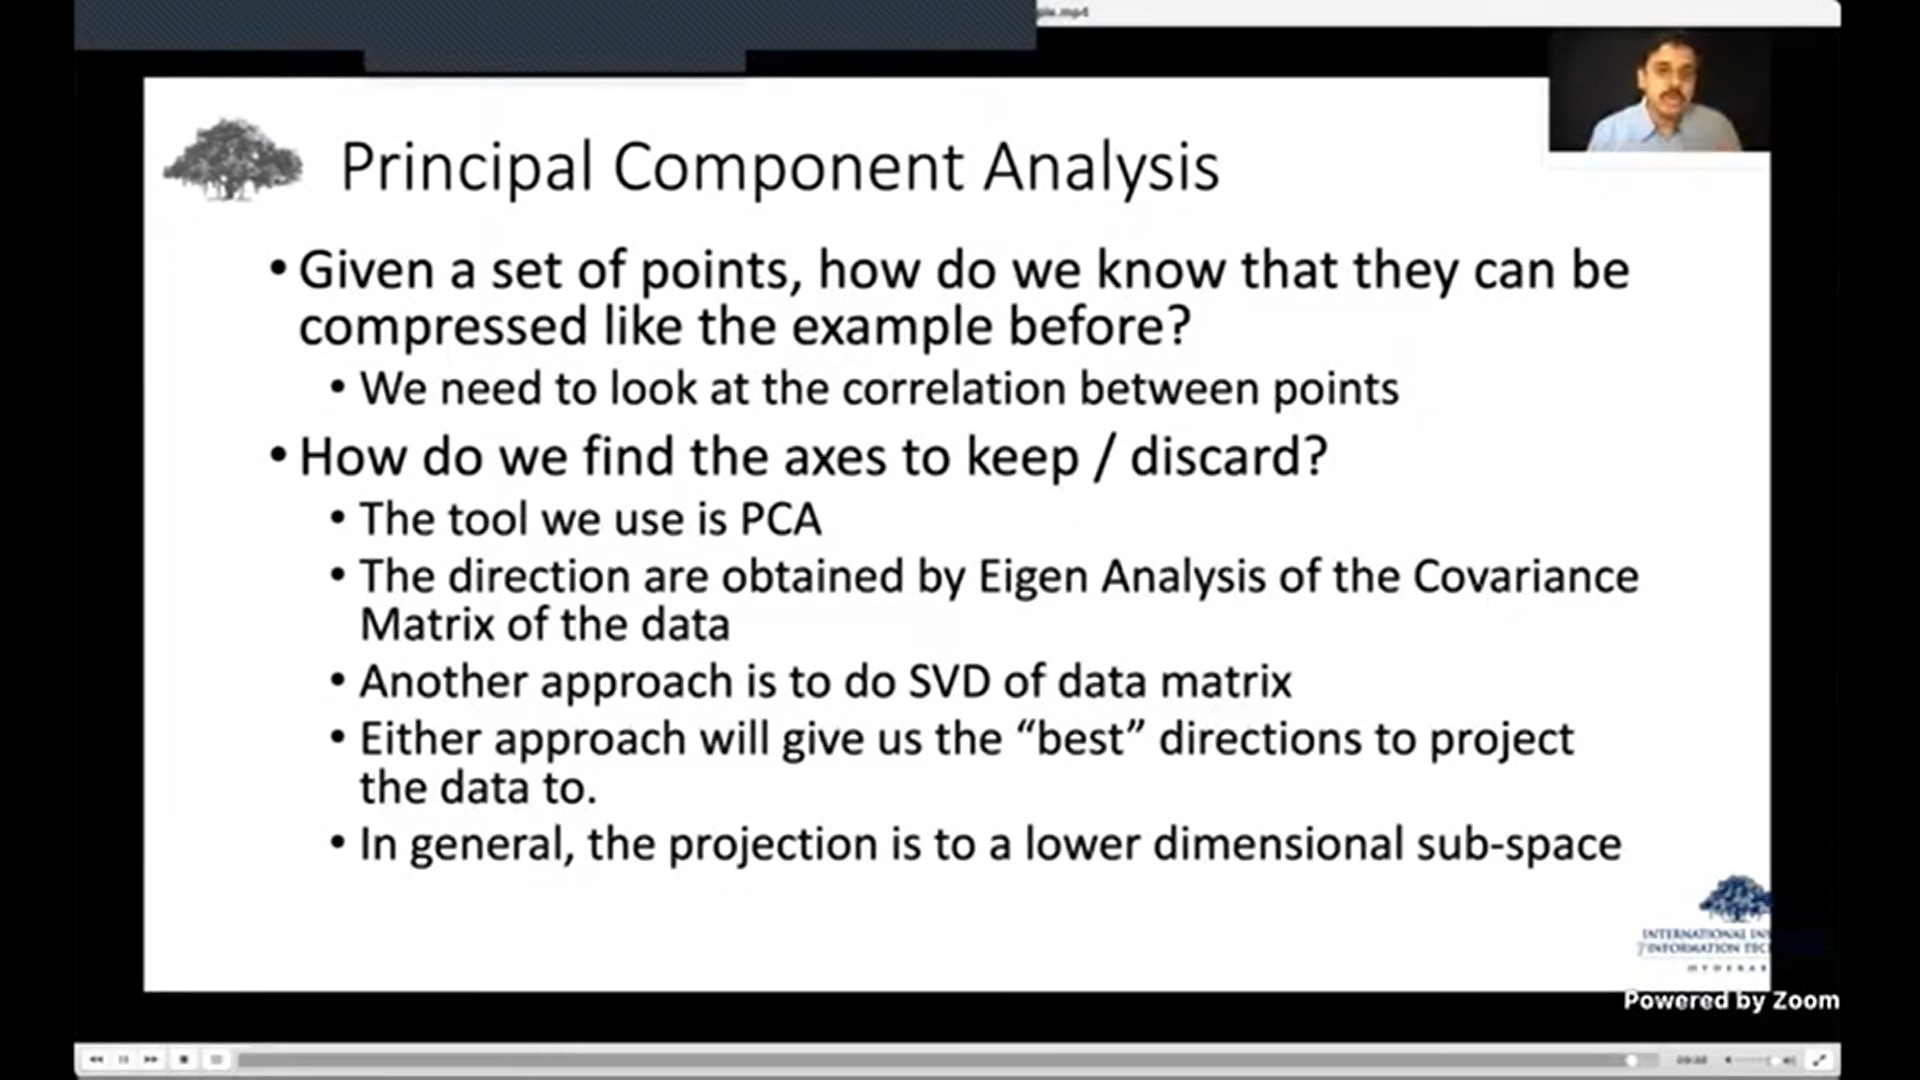 .mp4
Principal Component Analysis
• Given a set of points, how do we know that they can be
compressed like the example before?
• We need to look at the correlation between points
• How do we find the axes to keep / discard?
• The tool we use is PCA
• The direction are obtained by Eigen Analysis of the Covariance
Matrix of the data
• Another approach is to do SVD of data matrix
• Either approach will give us the “best” directions to project
the data to.
• In general, the projection is to a lower dimensional sub-space
INTERNATIONAL
INFORMATION
Powered by Zoom